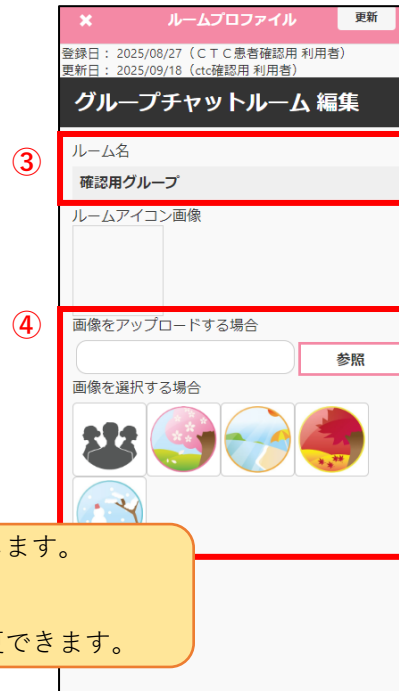 × ルームプロファイル 更新
登録日： 2025/08/27（ＣＴＣ患者確認用 利用者）
更新日： 2025/09/18（ctc確認用 利用者）
グループチャットルーム 編集
③
ルーム名
確認用グループ
ルームアイコン画像
④
画像をアップロードする場合
参照
画像を選択する場合
ます。
できます。